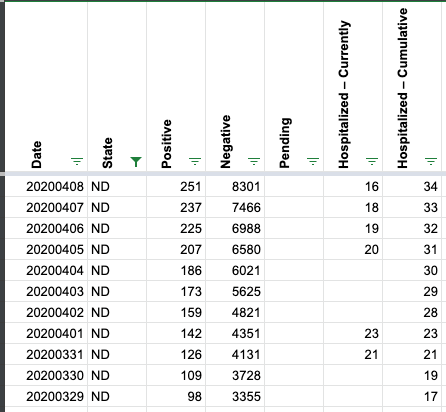 Date State Positive Negative Pending Hospitalized – Currently Hospitalized – Cumulative
20200408 ND 251 8301 16 34
20200407 ND 237 7466 18 33
20200406 ND 225 6988 19 32
20200405 ND 207 6580 20 31
20200404 ND 186 6021 30
20200403 ND 173 5625 29
20200402 ND 159 4821 28
20200401 ND 142 4351 23 23
20200331 ND 126 4131 21 21
20200330 ND 109 3728 19
20200329 ND 98 3355 17